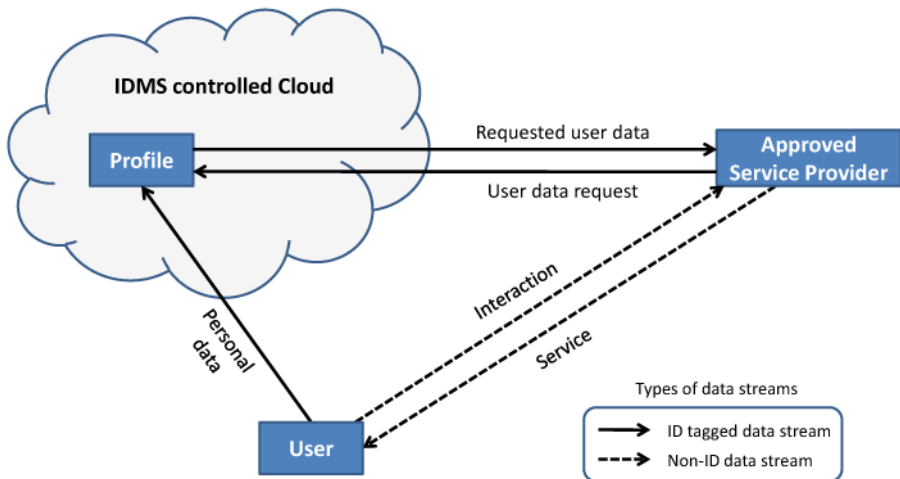 IDMS controlled Cloud
Profile
Requested user data
User data request
Approved
Service Provider
Interaction
Service
Personal
data
User
Types of data streams
ID tagged data stream
Non-ID data stream